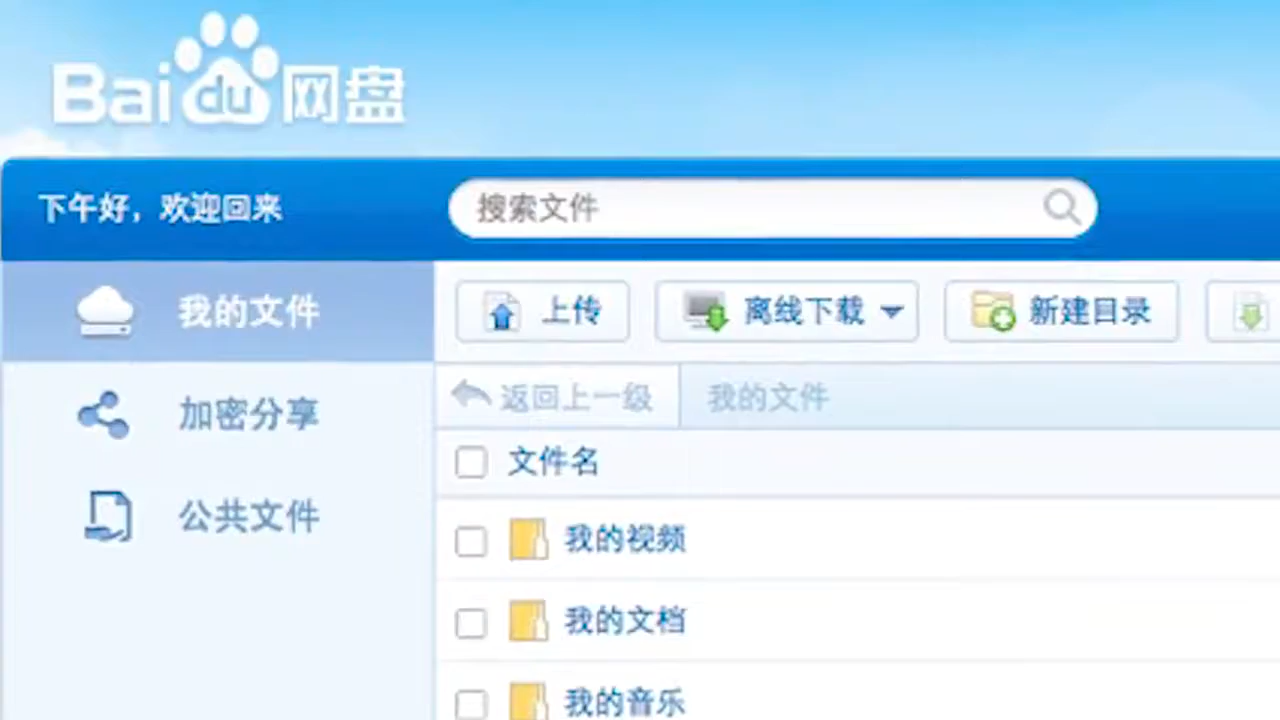 Baidu网盘
下午好，欢迎回来
搜索文件
我的文件
上传
离线下载
新建目录
加密分享
返回上一级
我的文件
公共文件
文件名
我的视频
我的文档
我的音乐